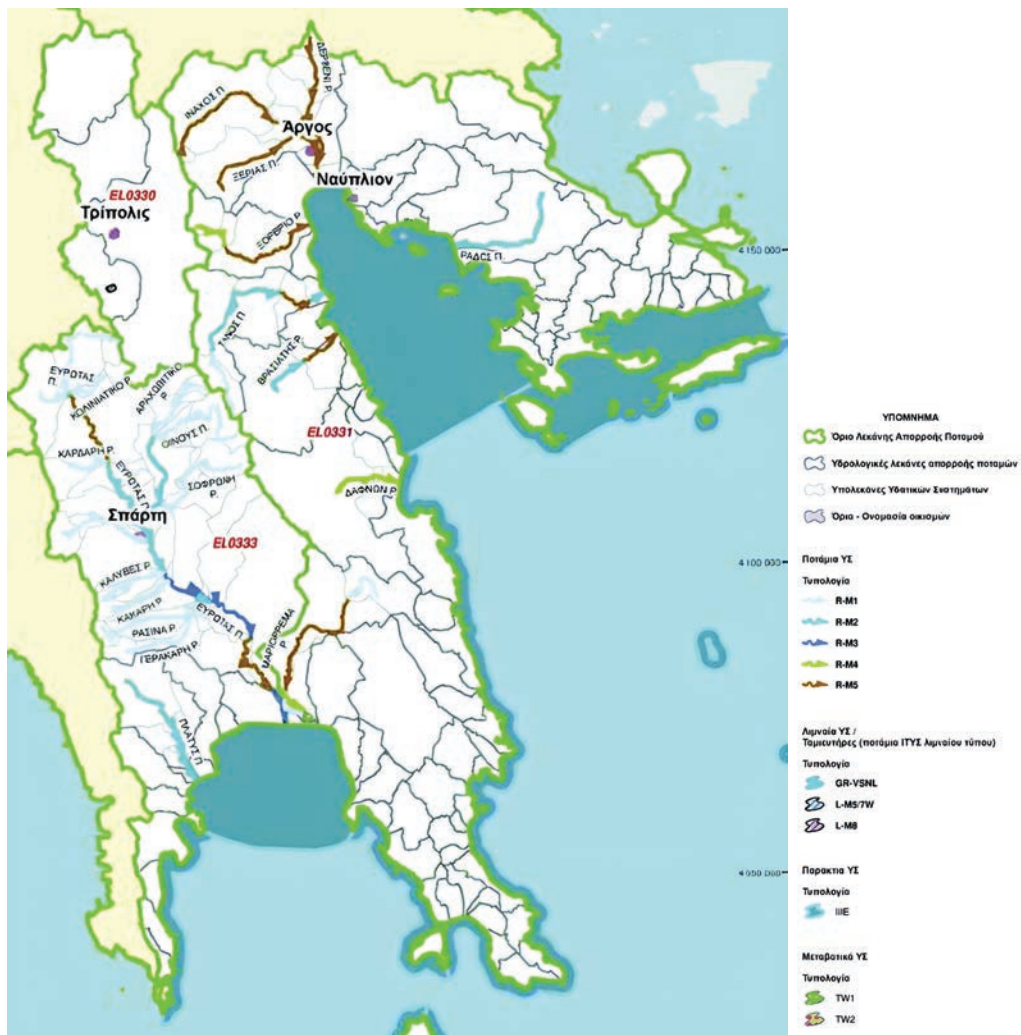 ΔΕΡΒΕΝΙ Ρ.
ΙΝΑΧΟΣ Π.
Άργος
ΞΕΡΙΑΣ Π.
Ναύπλιον
EL0330
Τρίπολις
ΞΟΒΡΙΟ Ρ.
ΡΑΔΟΣ Π.
4 150 000
ΤΑΝΟΣ Π.
ΒΡΑΣΙΑΤΗΣ Ρ.
ΕΥΡΩΤΑΣ
Π.
ΚΟΛΙΝΙΑΤΙΚΟ Ρ.
ΑΡΑΧΩΒΙΤΙΚΟ
Ρ.
ΟΙΝΟΥΣ Π.
EL0331
ΚΑΡΔΑΡΗ Ρ.
ΕΥΡΩΤΑΣ Π.
ΣΟΦΡΩΝΗ
Ρ.
ΔΑΦΝΩΝ Ρ.
Σπάρτη
EL0333
4 100 000
ΚΑΛΥΒΕΣ Ρ.
ΚΑΚΑΡΗ Ρ.
ΕΥΡΩΤΑΣ Π.
ΡΑΣΙΝΑ Ρ.
ΜΑΡΙΟΡΡΕΜΑ
Ρ.
ΓΕΡΑΚΑΡΗ Ρ.
ΠΛΑΤΥΣ Π.
4 050 000
ΥΠΟΜΝΗΜΑ
Όριο Λεκάνης Απορροής Ποταμού
Υδρολογικές λεκάνες απορροής ποταμών
Υπολεκάνες Υδατικών Συστημάτων
Όρια - Ονομασία οικισμών
Ποτάμια ΥΣ
Τυπολογία
R-M1
R-M2
R-M3
R-M4
R-M5
Λιμναία ΥΣ /
Ταμιευτήρες (ποτάμια ΙΤΥΣ λιμναίου τύπου)
Τυπολογία
GR-VSNL
L-M5/7W
L-M8
Παράκτια ΥΣ
Τυπολογία
IIIE
Μεταβατικά ΥΣ
Τυπολογία
TW1
TW2